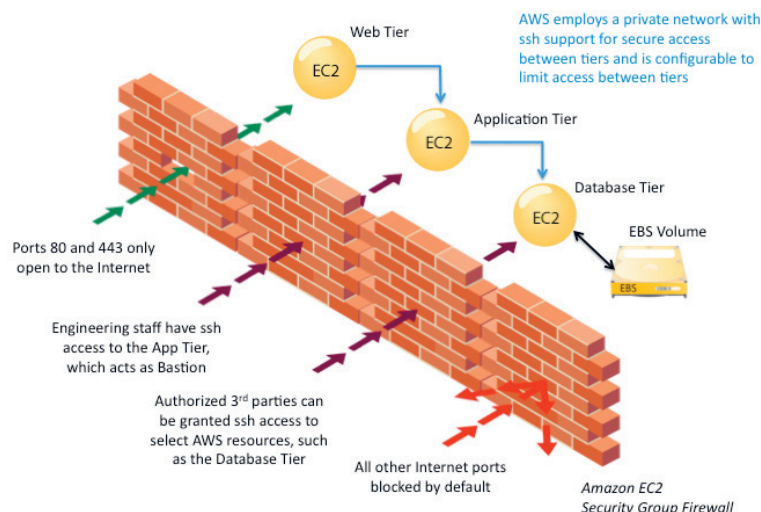 AWS employs a private network with
ssh support for secure access
between tiers and is configurable to
limit access between tiers
Web Tier
EC2
Application Tier
EC2
Database Tier
EC2
EBS Volume
EBS
Ports 80 and 443 only
open to the Internet
Engineering staff have ssh
access to the App Tier,
which acts as Bastion
Authorized 3rd parties can
be granted ssh access to
select AWS resources, such
as the Database Tier
All other Internet ports
blocked by default
Amazon EC2
Security Group Firewall